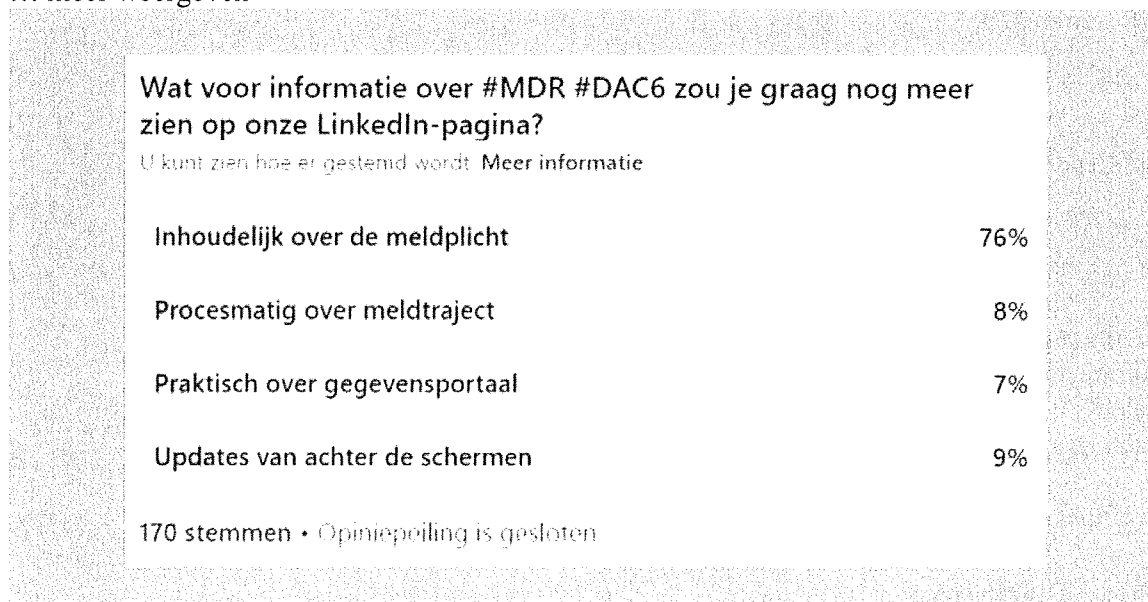 Wat voor informatie over #MDR #DAC6 zou je graag nog meer
zien op onze LinkedIn-pagina?
U kunt zien hoe er gestemd wordt Meer informatie
Inhoudelijk over de meldplicht 76%
Procesmatig over meldtraject 8%
Praktisch over gegevensportaal 7%
Updates van achter de schermen 9%
170 stemmen • Opiniepeiling is gesloten